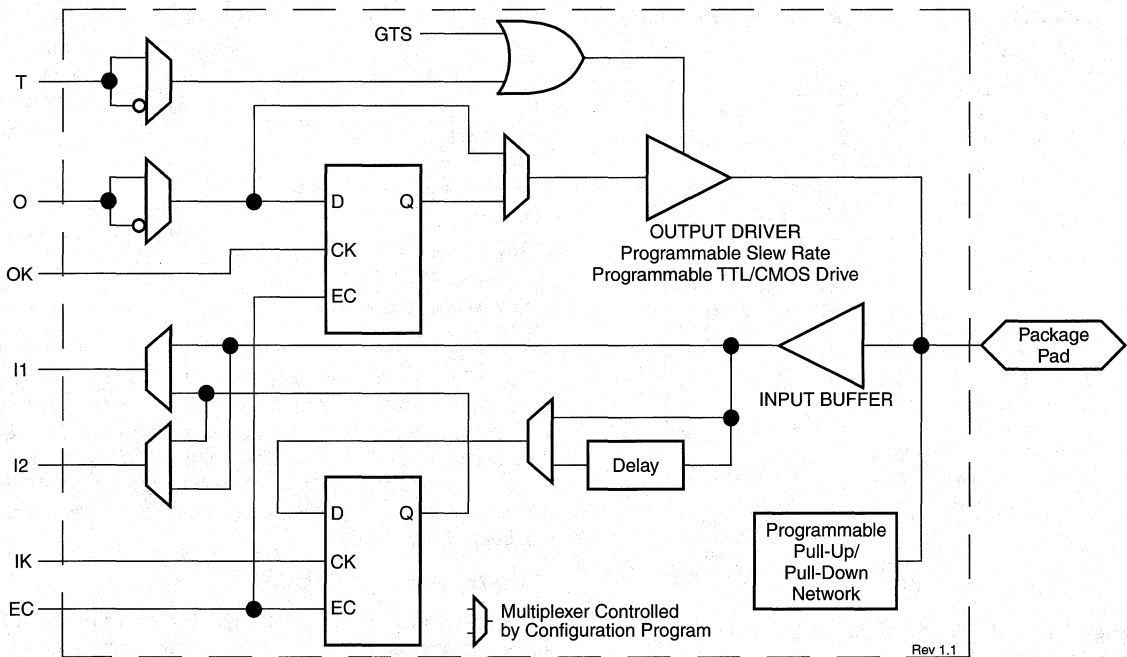 GTS
T
O
D
Q
OUTPUT DRIVER
Programmable Slew Rate
Programmable TTL/CMOS Drive
CK
OK
EC
Package
Pad
I1
INPUT BUFFER
I2
Delay
D
Q
Programmable
Pull-Up/
Pull-Down
Network
IK
CK
EC
EC
Multiplexer Controlled
by Configuration Program
Rev 1.1